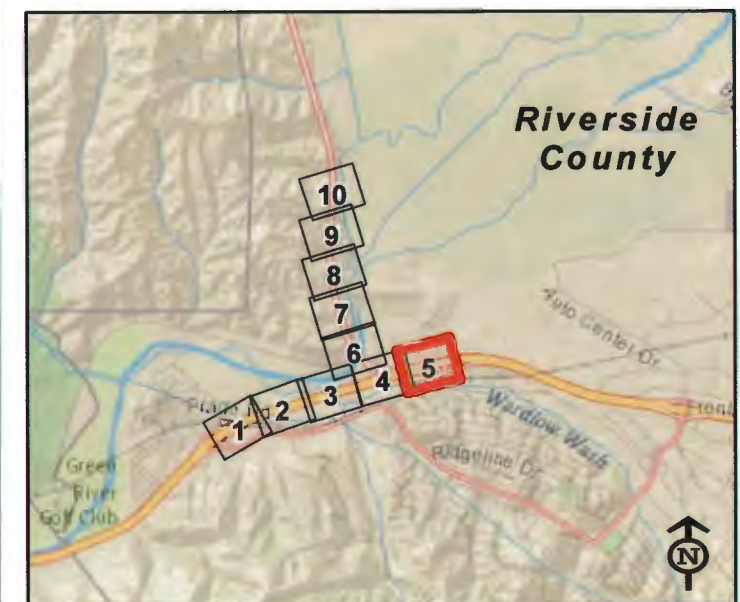 Riverside
County
10
9
8
7
6
5
4
3
2
1
Auto Center Dr
Wardlow Wash
Ridgeline Dr
Green
River
Golf Club
N